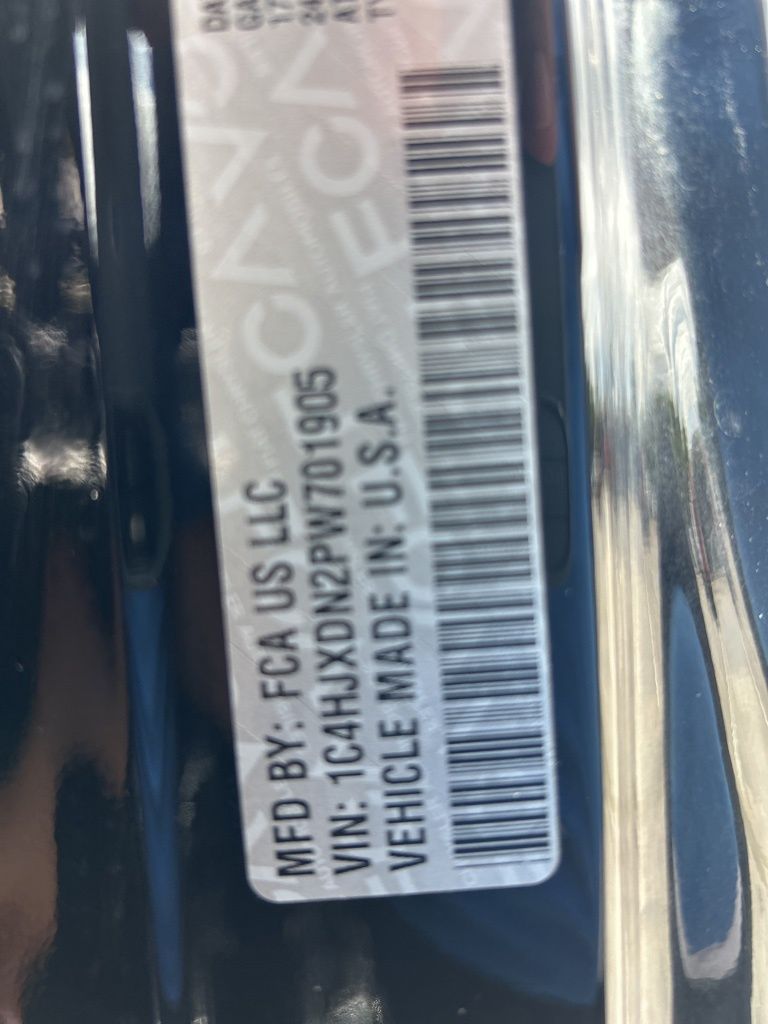 MFD BY: FCA US LLC
VIN: 1C4HJXDN2PW701905
VEHICLE MADE IN: U.S.A.